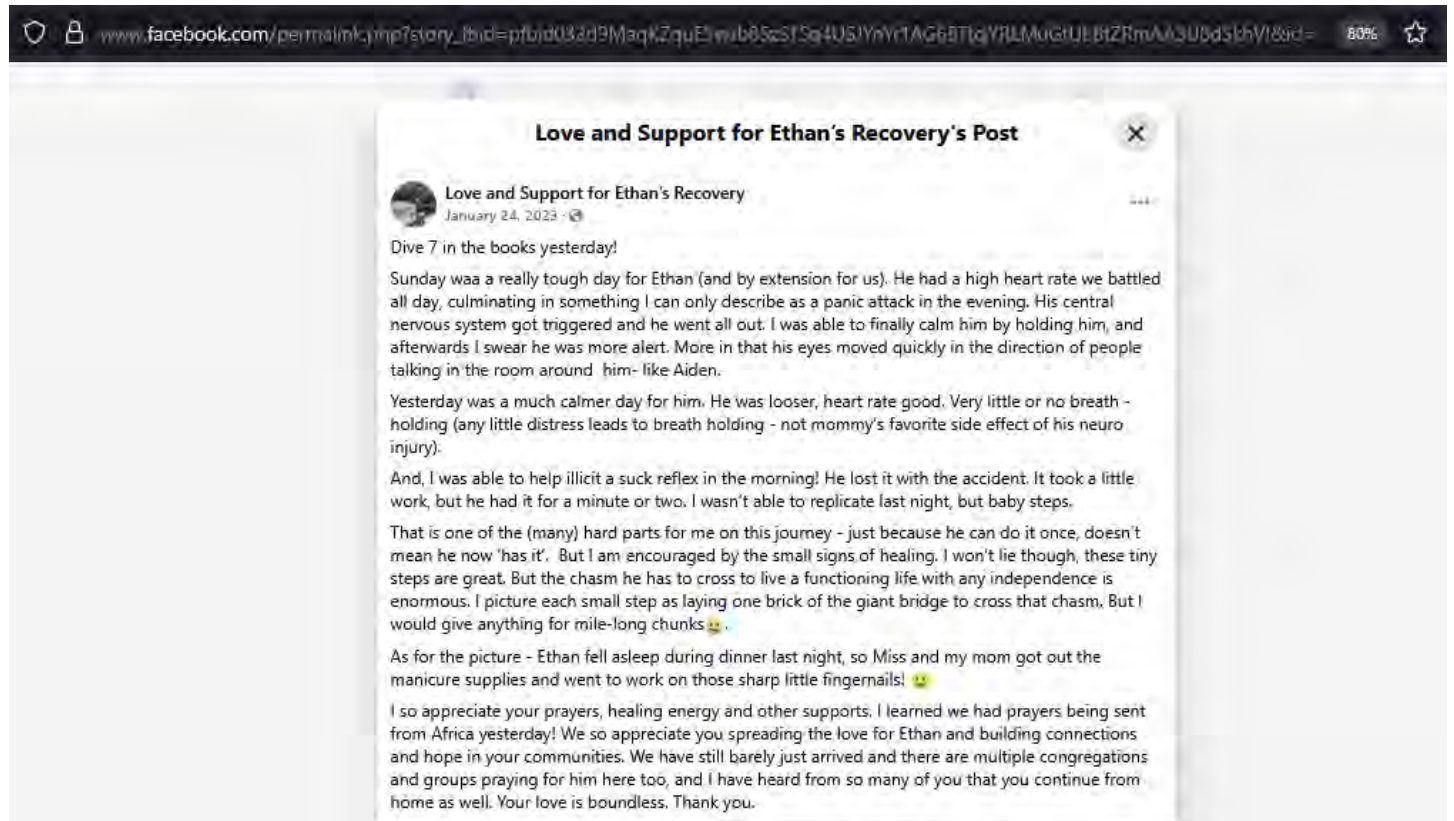 www.facebook.com/permalink.php?story_fbid=
80%
Love and Support for Ethan's Recovery's Post
Love and Support for Ethan's Recovery
January 24, 2023 ·
Dive 7 in the books yesterday!
Sunday waa a really tough day for Ethan (and by extension for us). He had a high heart rate we battled
all day, culminating in something I can only describe as a panic attack in the evening. His central
nervous system got triggered and he went all out. I was able to finally calm him by holding him, and
afterwards I swear he was more alert. More in that his eyes moved quickly in the direction of people
talking in the room around him- like Aiden.
Yesterday was a much calmer day for him. He was looser, heart rate good. Very little or no breath -
holding (any little distress leads to breath holding - not mommy's favorite side effect of his neuro
injury).
And, I was able to help illicit a suck reflex in the morning! He lost it with the accident. It took a little
work, but he had it for a minute or two. I wasn't able to replicate last night, but baby steps.
That is one of the (many) hard parts for me on this journey - just because he can do it once, doesn't
mean he now 'has it'. But I am encouraged by the small signs of healing. I won't lie though, these tiny
steps are great. But the chasm he has to cross to live a functioning life with any independence is
enormous. I picture each small step as laying one brick of the giant bridge to cross that chasm. But I
would give anything for mile-long chunks😀.
As for the picture - Ethan fell asleep during dinner last night, so Miss and my mom got out the
manicure supplies and went to work on those sharp little fingernails! 🙂
I so appreciate your prayers, healing energy and other supports. I learned we had prayers being sent
from Africa yesterday! We so appreciate you spreading the love for Ethan and building connections
and hope in your communities. We have still barely just arrived and there are multiple congregations
and groups praying for him here too, and I have heard from so many of you that you continue from
home as well. Your love is boundless. Thank you.